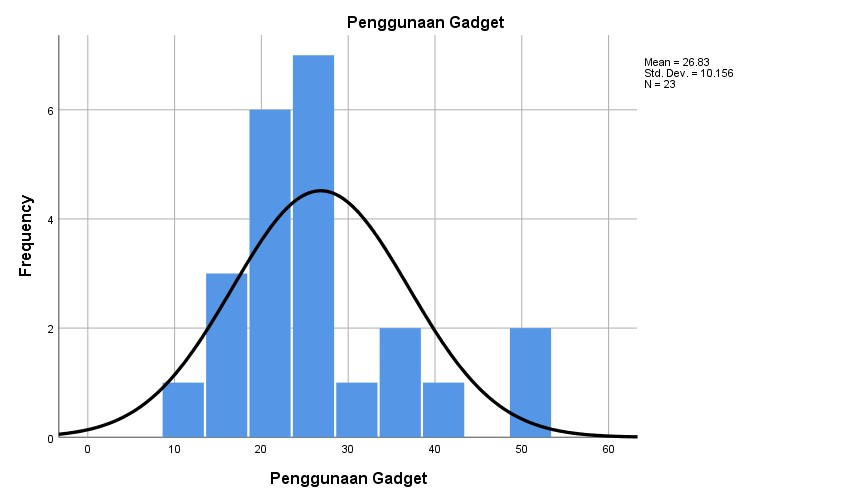 Penggunaan Gadget
Mean = 26.83
Std. Dev. = 10.156
N = 23
Frequency
6
4
2
0
0 10 20 30 40 50 60
Penggunaan Gadget